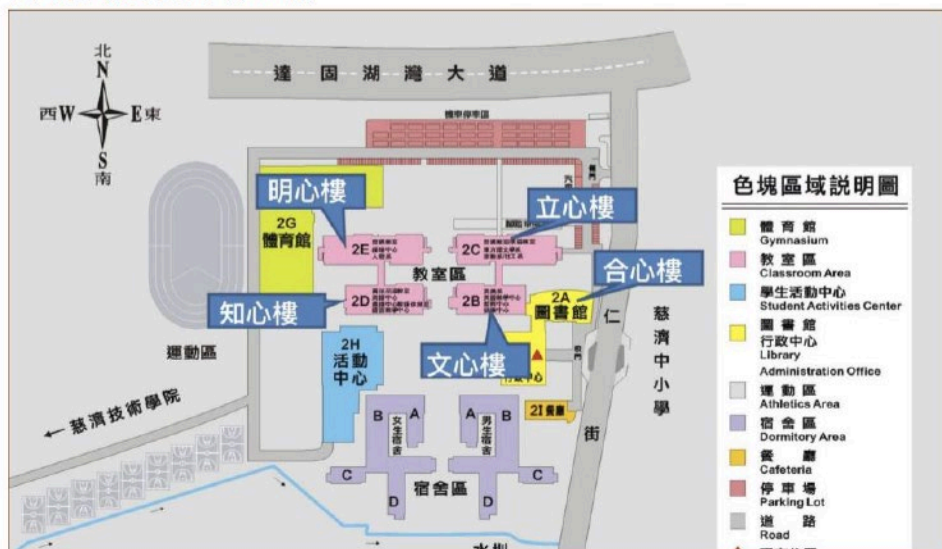 達固湖灣大道
北
N
西 W E 東
S
南
機車停車區
明心樓
立心樓
合心樓
知心樓
文心樓
2G
體育館
2E
2C
教室區
2D
2B
2A
圖書館
行政中心
2H
活動
中心
運動區
← 慈濟技術學院
2I 餐廳
仁
街
慈濟中小學
A
B
女生宿舍
C
D
A
B
男生宿舍
C
D
宿舍區
水圳
色塊區域說明圖
體育館
Gymnasium
教室區
Classroom Area
學生活動中心
Student Activities Center
圖書館
行政中心
Library
Administration Office
運動區
Athletics Area
宿舍區
Dormitory Area
餐廳
Cafeteria
停車場
Parking Lot
道路
Road